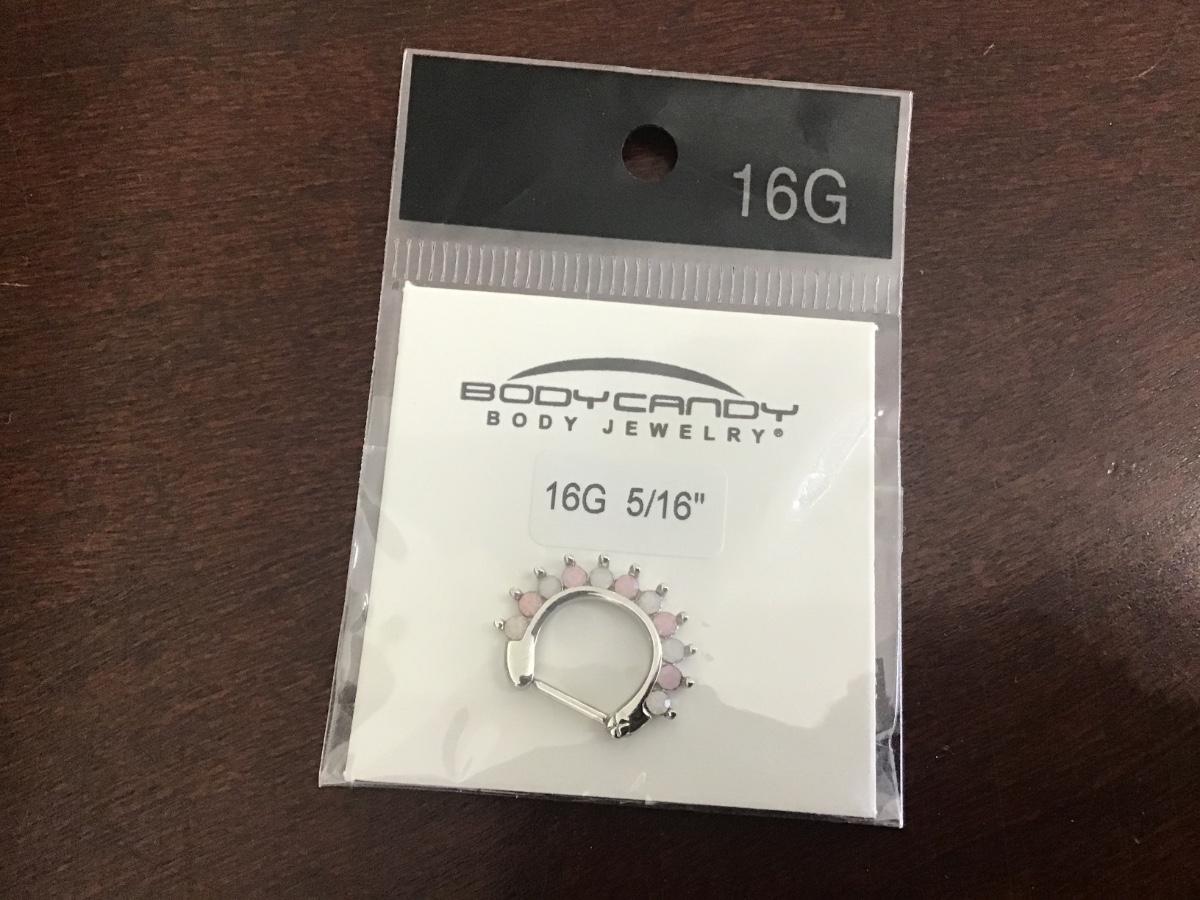 16G
BODYCANDY
BODY JEWELRY®
16G 5/16"